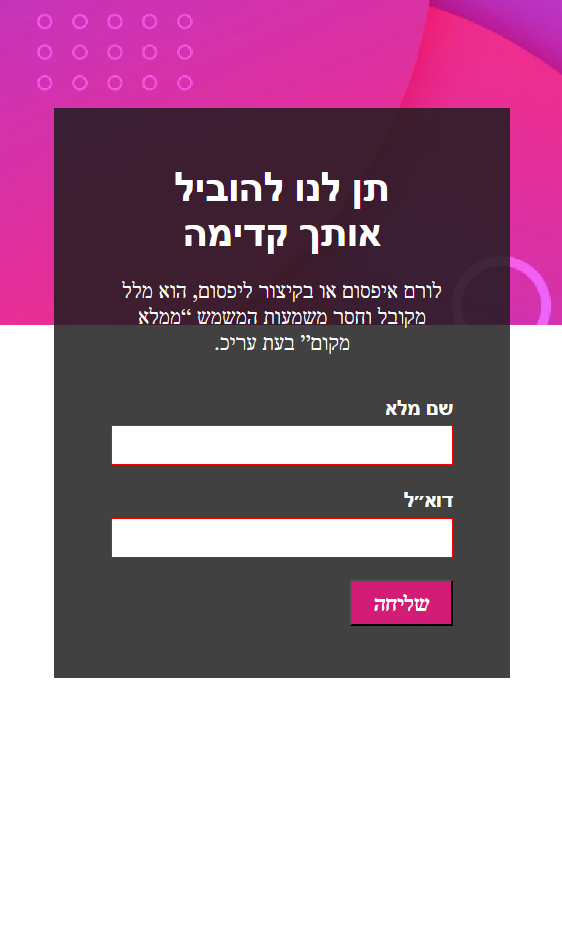 תן לנו להוביל
אותך קדימה
לורם איפסום או בקיצור ליפסום, הוא מלל
מקובל וחסר משמעות המשמש “ממלא
מקום” בעת עריכ.
שם מלא
דוא״ל
שליחה